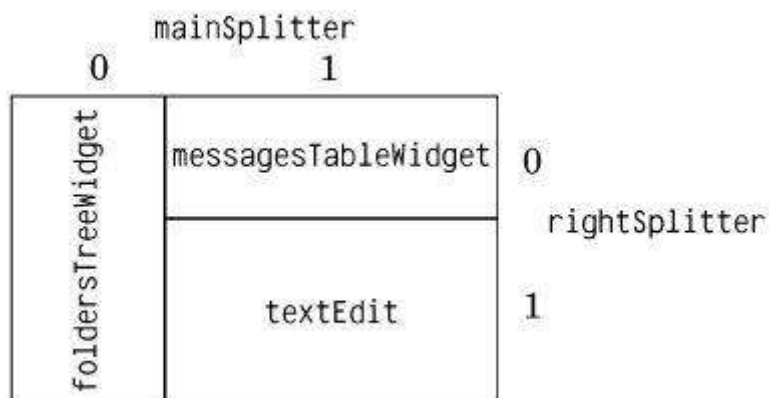 mainSplitter
0 1
foldersTreeWidget
messagesTableWidget 0
rightSplitter
textEdit 1